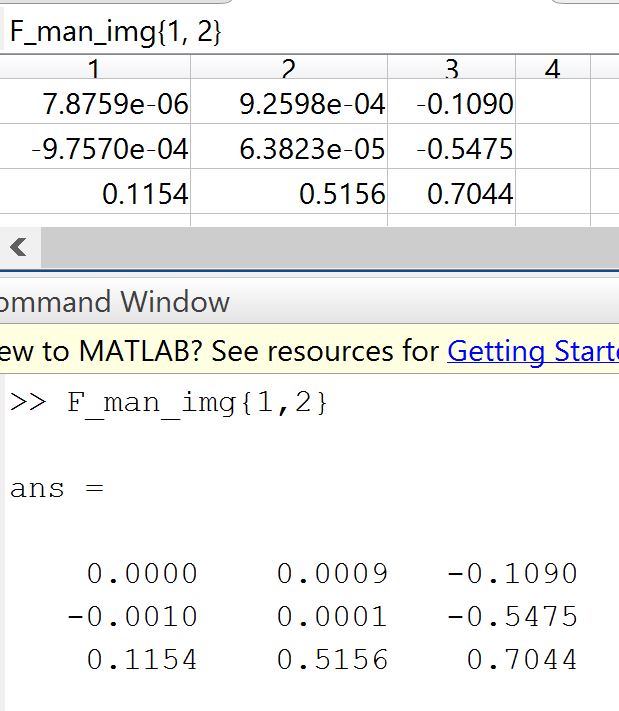 F_man_img{1, 2}
1 2 3 4
7.8759e-06 9.2598e-04 -0.1090
-9.7570e-04 6.3823e-05 -0.5475
0.1154 0.5156 0.7044
ommand Window
ew to MATLAB? See resources for Getting Starte
>> F_man_img{1,2}
ans =
0.0000 0.0009 -0.1090
-0.0010 0.0001 -0.5475
0.1154 0.5156 0.7044